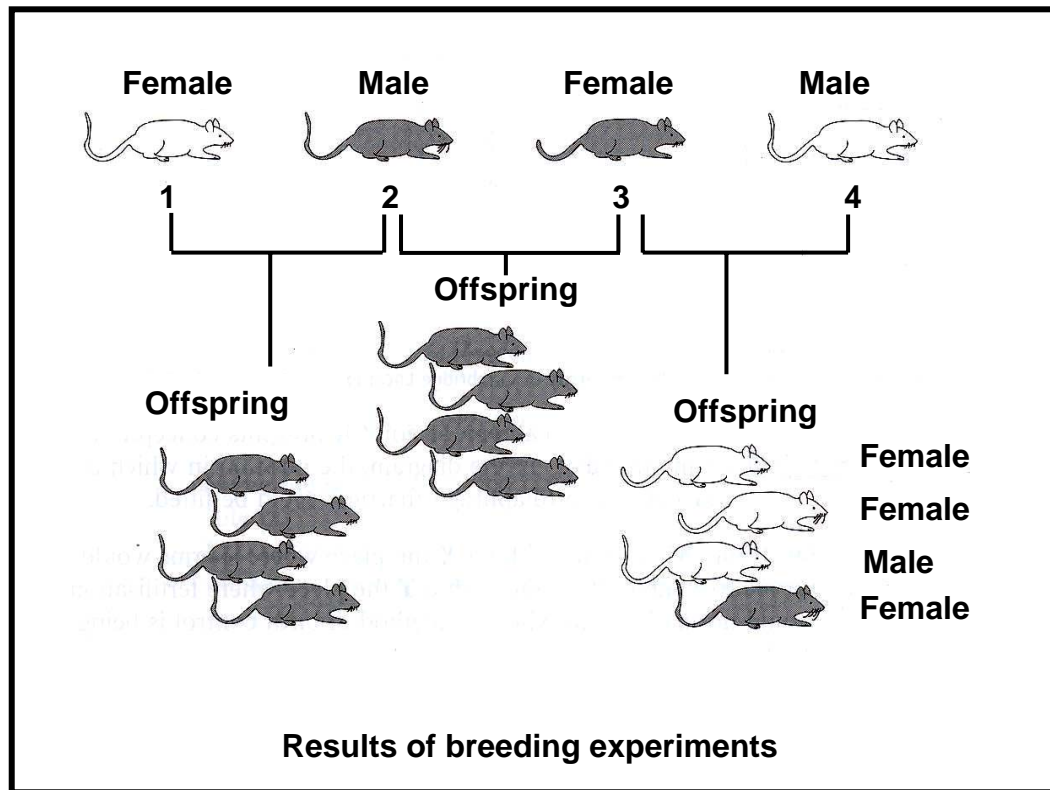 Female Male Female Male
1 2 3 4
Offspring
Offspring
Offspring
Female
Female
Male
Female
Results of breeding experiments